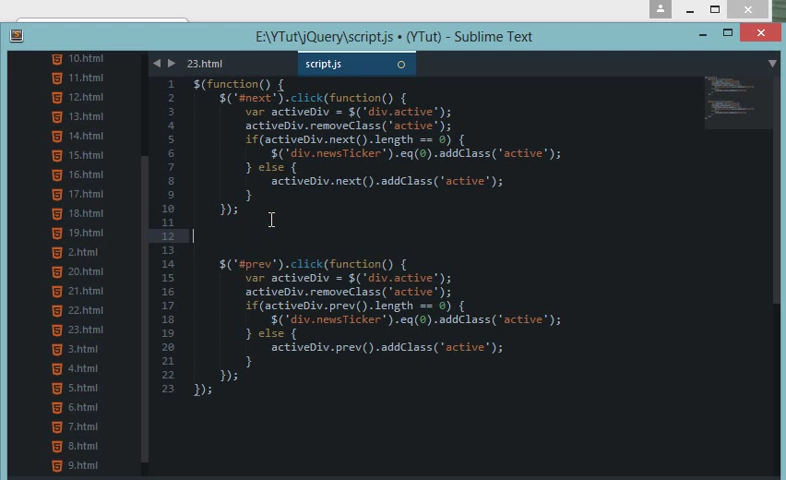 E:\YTut\jQuery\script.js • (YTut) - Sublime Text
23.html
script.js
10.html
11.html
12.html
13.html
14.html
15.html
16.html
17.html
18.html
19.html
2.html
20.html
21.html
22.html
23.html
3.html
4.html
5.html
6.html
7.html
8.html
9.html
1 $(function() {
2 $('#next').click(function() {
3 var activeDiv = $('div.active');
4 activeDiv.removeClass('active');
5 if(activeDiv.next().length == 0) {
6 $('div.newsTicker').eq(0).addClass('active');
7 } else {
8 activeDiv.next().addClass('active');
9 }
10 });
11
12
13
14 $('#prev').click(function() {
15 var activeDiv = $('div.active');
16 activeDiv.removeClass('active');
17 if(activeDiv.prev().length == 0) {
18 $('div.newsTicker').eq(0).addClass('active');
19 } else {
20 activeDiv.prev().addClass('active');
21 }
22 });
23 });